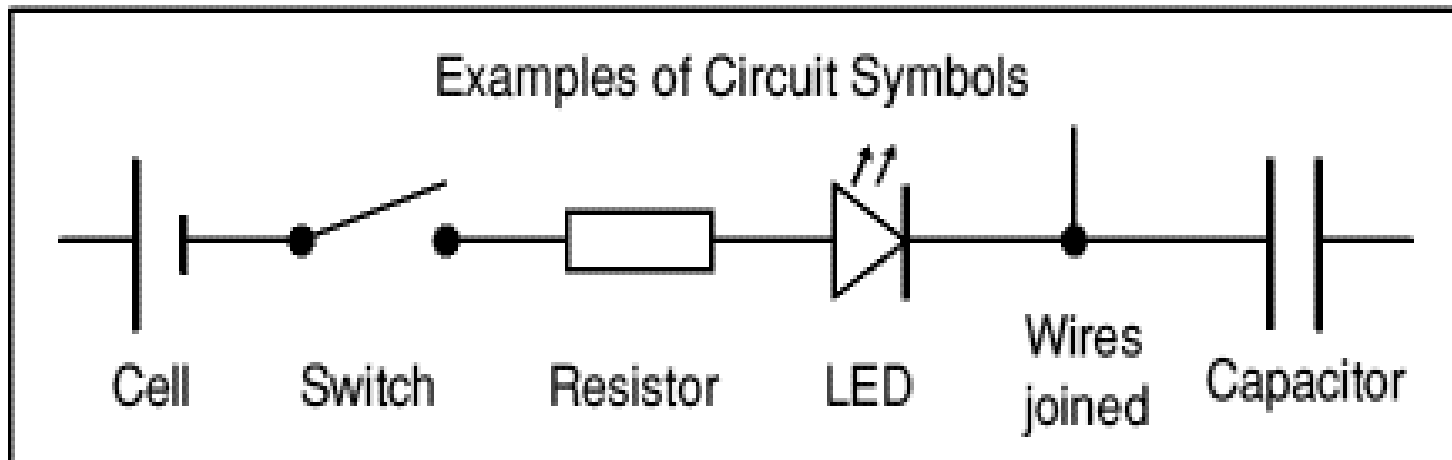 Examples of Circuit Symbols
Cell
Switch
Resistor
LED
Wires
joined
Capacitor